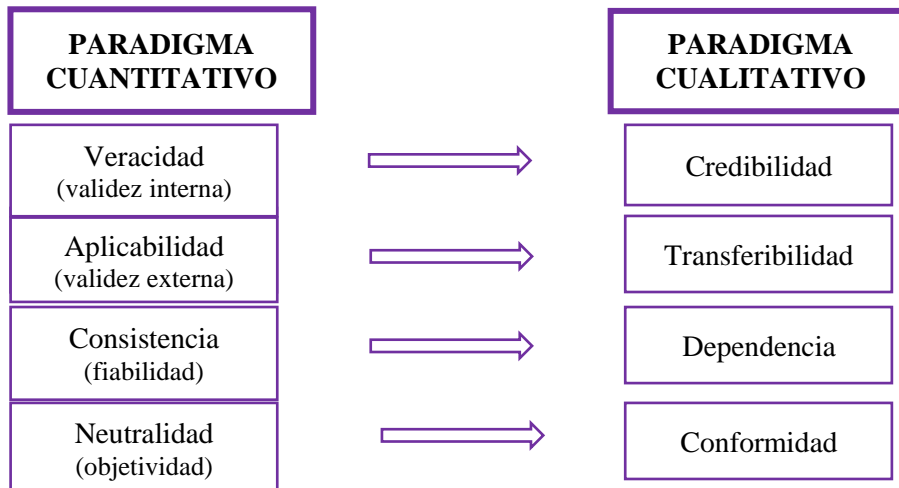 PARADIGMA
CUANTITATIVO
PARADIGMA
CUALITATIVO
Veracidad
(validez interna)
Credibilidad
Aplicabilidad
(validez externa)
Transferibilidad
Consistencia
(fiabilidad)
Dependencia
Neutralidad
(objetividad)
Conformidad